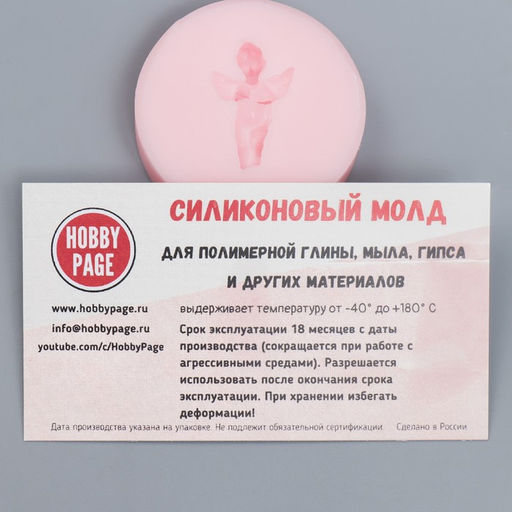 СИЛИКОНОВЫЙ МОЛД
HOBBY
PAGE
ДЛЯ ПОЛИМЕРНОЙ ГЛИНЫ, МЫЛА, ГИПСА
И ДРУГИХ МАТЕРИАЛОВ
www.hobbypage.ru
info@hobbypage.ru
youtube.com/c/HobbyPage
выдерживает температуру от -40° до +180° С
Срок эксплуатации 18 месяцев с даты
производства (сокращается при работе с
агрессивными средами). Разрешается
использовать после окончания срока
эксплуатации. При хранении избегать
деформации!
Дата производства указана на упаковке. Не подлежит обязательной сертификации
Сделано в России